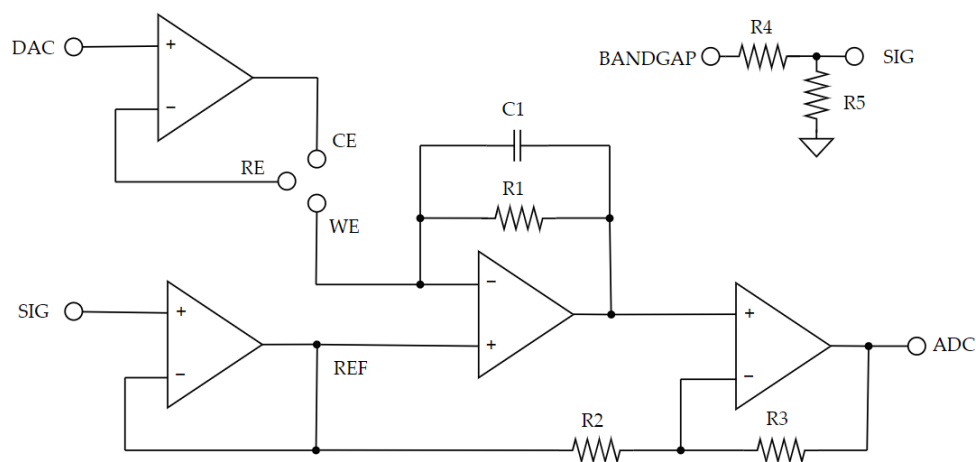 DAC
+
−
CE
RE
WE
BANDGAP
R4
SIG
R5
C1
R1
−
+
SIG
+
−
REF
+
−
ADC
R2
R3